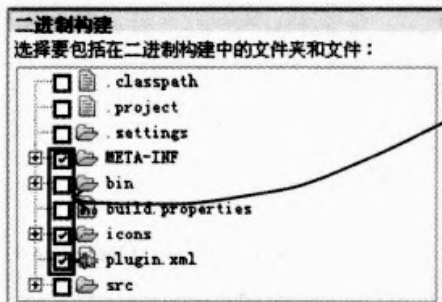 二进制构建
选择要包括在二进制构建中的文件夹和文件：
.classpath
.project
.settings
META-INF
bin
build.properties
icons
plugin.xml
src